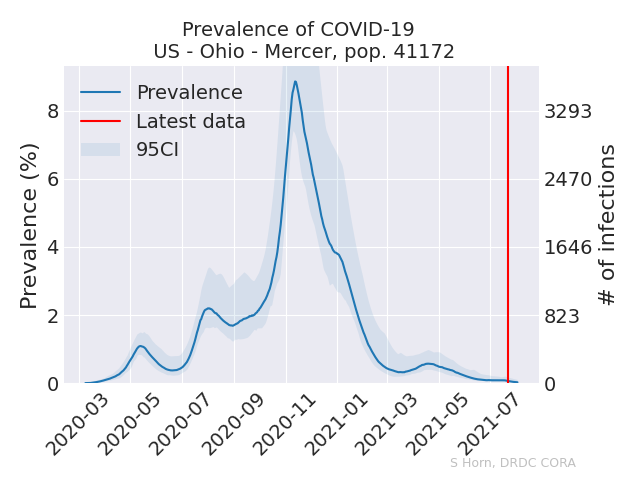 Prevalence of COVID-19
US - Ohio - Mercer, pop. 41172
Prevalence
Latest data
95CI
Prevalence (%)
8
6
4
2
0
3293
2470
1646
823
0
# of infections
2020-03
2020-05
2020-07
2020-09
2020-11
2021-01
2021-03
2021-05
2021-07
S Horn, DRDC CORA